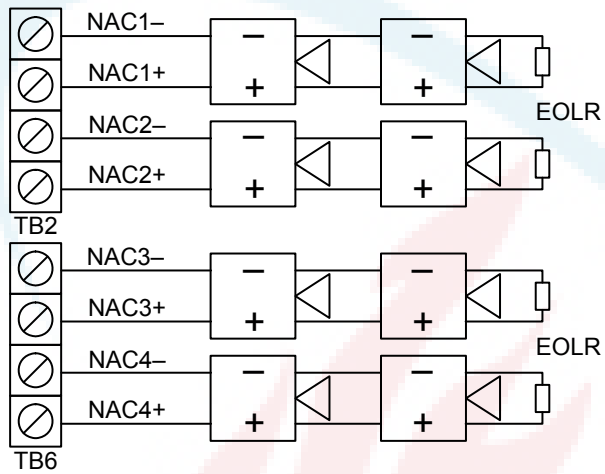 NAC1–
NAC1+
EOLR
NAC2–
NAC2+
TB2
NAC3–
NAC3+
EOLR
NAC4–
NAC4+
TB6